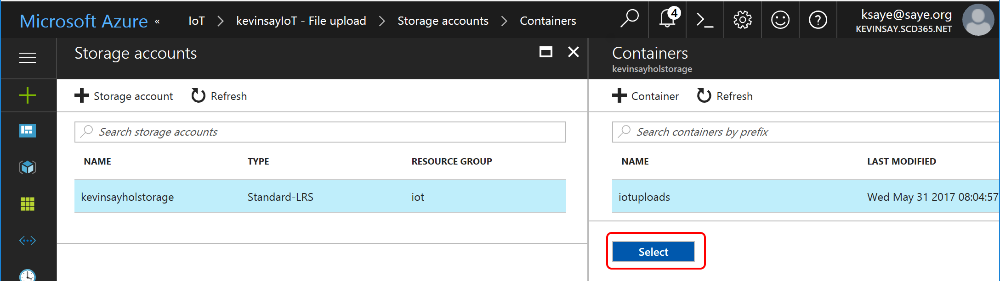 Microsoft Azure « IoT > kevinsayIoT - File upload > Storage accounts > Containers 4 ksaye@saye.org
KEVINSAY.SCD365.NET
Storage accounts
Containers
kevinsayholstorage
Storage account Refresh
Container Refresh
Search storage accounts
Search containers by prefix
NAME TYPE RESOURCE GROUP
NAME LAST MODIFIED
kevinsayholstorage Standard-LRS iot
iotuploads Wed May 31 2017 08:04:57
Select